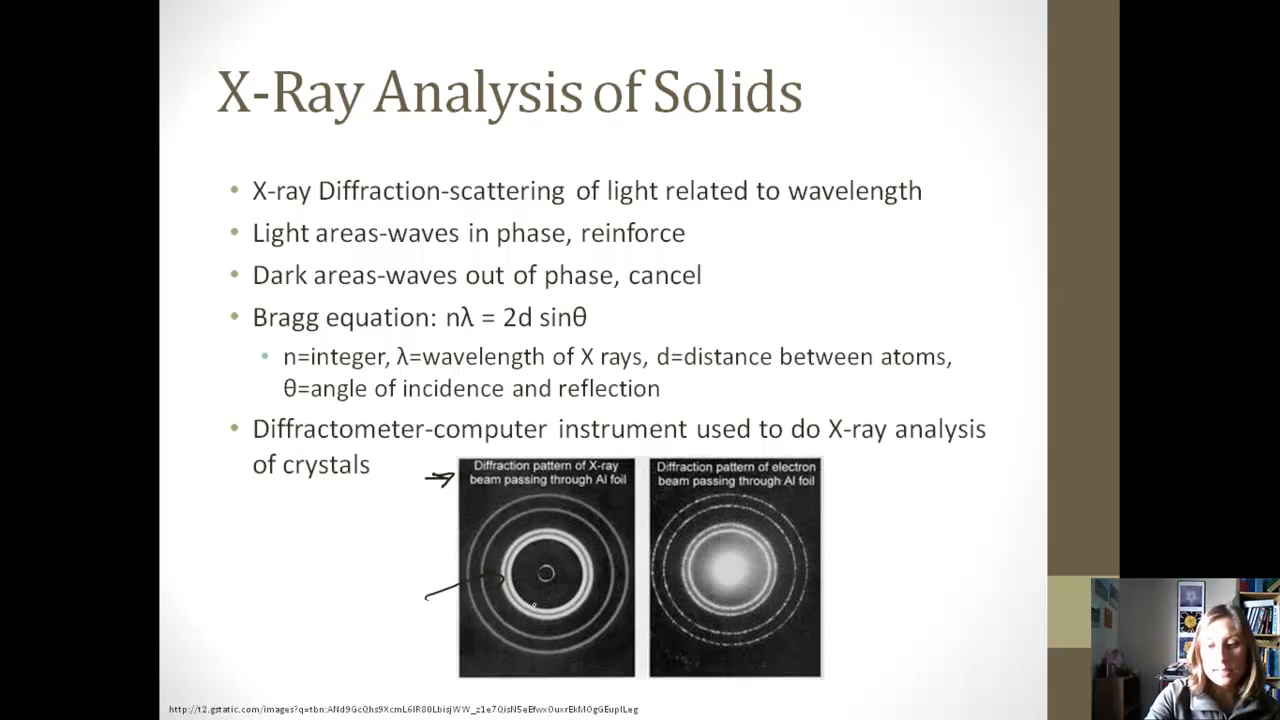 X-Ray Analysis of Solids
• X-ray Diffraction-scattering of light related to wavelength
• Light areas-waves in phase, reinforce
• Dark areas-waves out of phase, cancel
• Bragg equation: nλ = 2d sinθ
• n=integer, λ=wavelength of X rays, d=distance between atoms,
θ=angle of incidence and reflection
• Diffractometer-computer instrument used to do X-ray analysis
of crystals
Diffraction pattern of X-ray
beam passing through Al foil
Diffraction pattern of electron
beam passing through Al foil